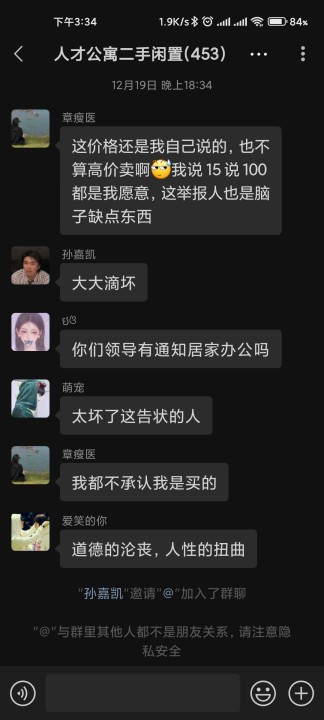 下午3:34
1.9K/s
84%
人才公寓二手闲置(453)
12月19日 晚上18:34
章瘦医
这价格还是我自己说的，也不
算高价卖啊😰我说15说100
都是我愿意，这举报人也是脑
子缺点东西
孙嘉凯
大大滴坏
你们领导有通知居家办公吗
萌宠
太坏了这告状的人
章瘦医
我都不承认我是买的
爱笑的你
道德的沦丧，人性的扭曲
"孙嘉凯"邀请"@"加入了群聊
"@"与群里其他人都不是朋友关系，请注意隐
私安全